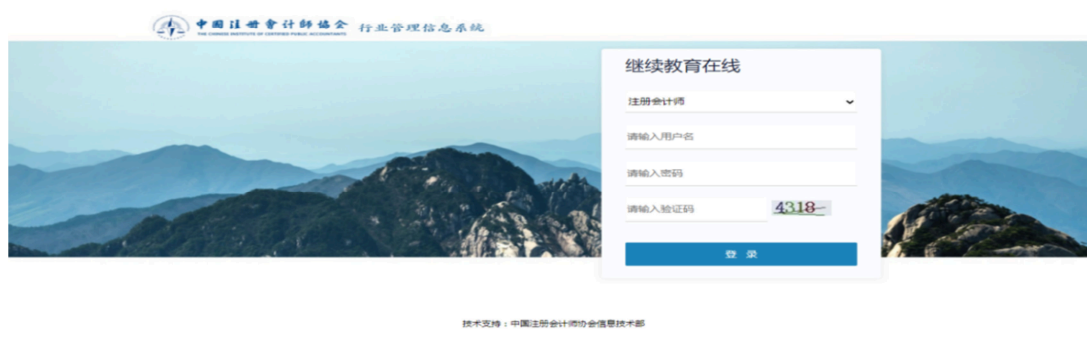 中国注册会计师协会 行业管理信息系统
THE CHINESE INSTITUTE OF CERTIFIED PUBLIC ACCOUNTANTS
继续教育在线
注册会计师
请输入用户名
请输入密码
请输入验证码 4318
登 录
技术支持：中国注册会计师协会信息技术部